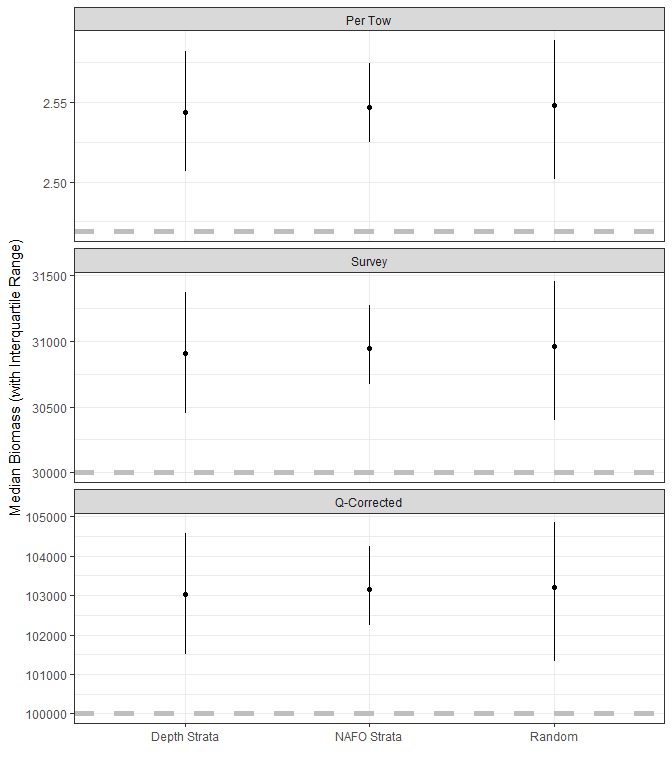 Per Tow
2.55
2.50
Median Biomass (with Interquartile Range)
Survey
31500
31000
30500
30000
Q-Corrected
105000
104000
103000
102000
101000
100000
Depth Strata NAFO Strata Random